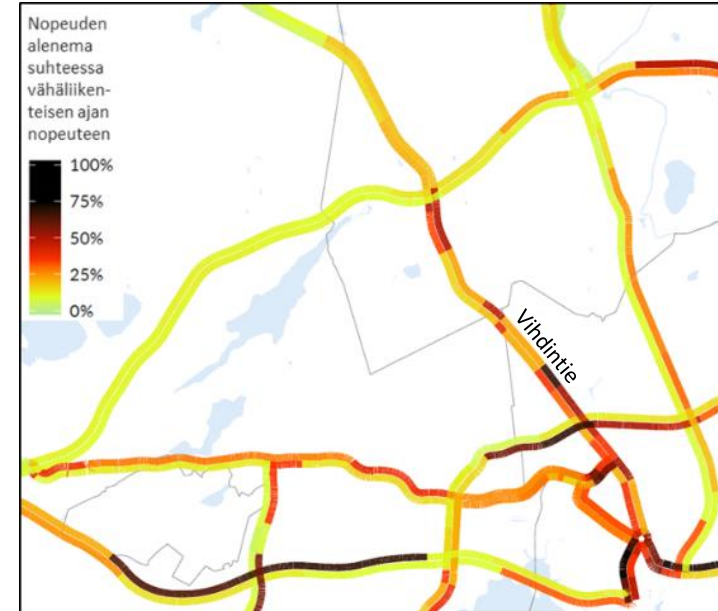 Nopeuden
alenema
suhteessa
vähäliiken-
teisen ajan
nopeuteen
100%
75%
50%
25%
0%
Vihdintie